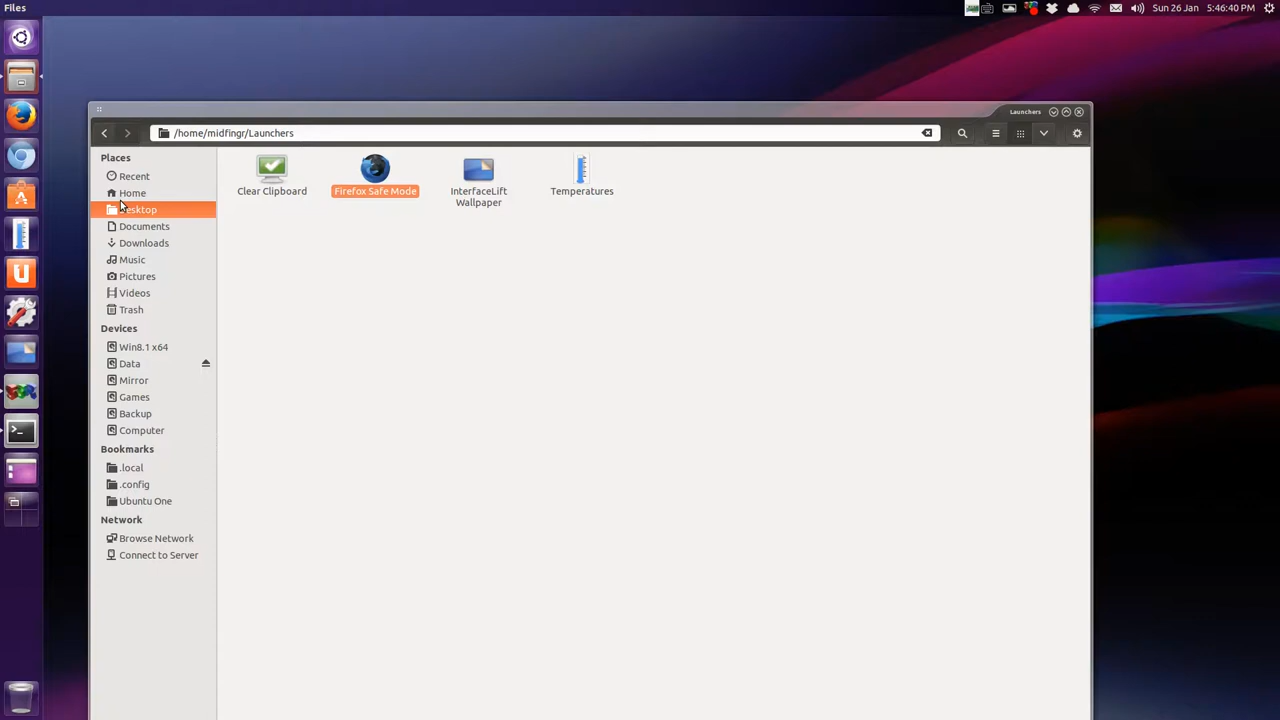 Files
Sun 26 Jan 5:46:40 PM
Launchers
/home/midfingr/Launchers
Places
Recent
Home
Desktop
Documents
Downloads
Music
Pictures
Videos
Trash
Devices
Win8.1 x64
Data
Mirror
Games
Backup
Computer
Bookmarks
.local
.config
Ubuntu One
Network
Browse Network
Connect to Server
Clear Clipboard
Firefox Safe Mode
InterfaceLift
Wallpaper
Temperatures